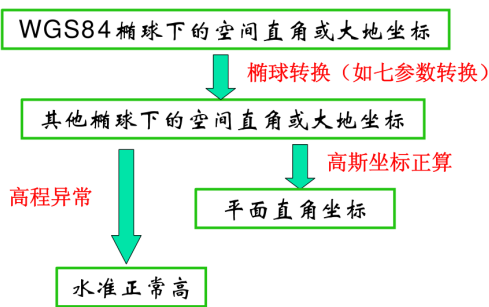 WGS84椭球下的空间直角或大地坐标
椭球转换（如七参数转换）
其他椭球下的空间直角或大地坐标
高斯坐标正算
高程异常
平面直角坐标
水准正常高